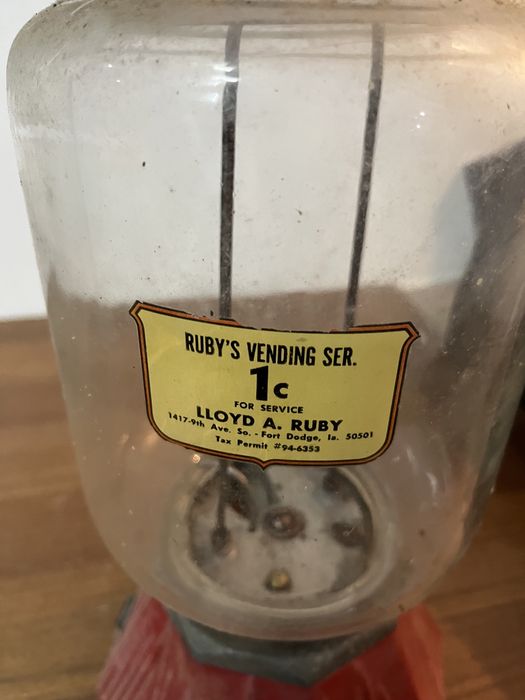 RUBY'S VENDING SER.
1c
FOR SERVICE
LLOYD A. RUBY
1417-9th Ave. So. - Fort Dodge, Ia. 50501
Tax Permit #94-6353